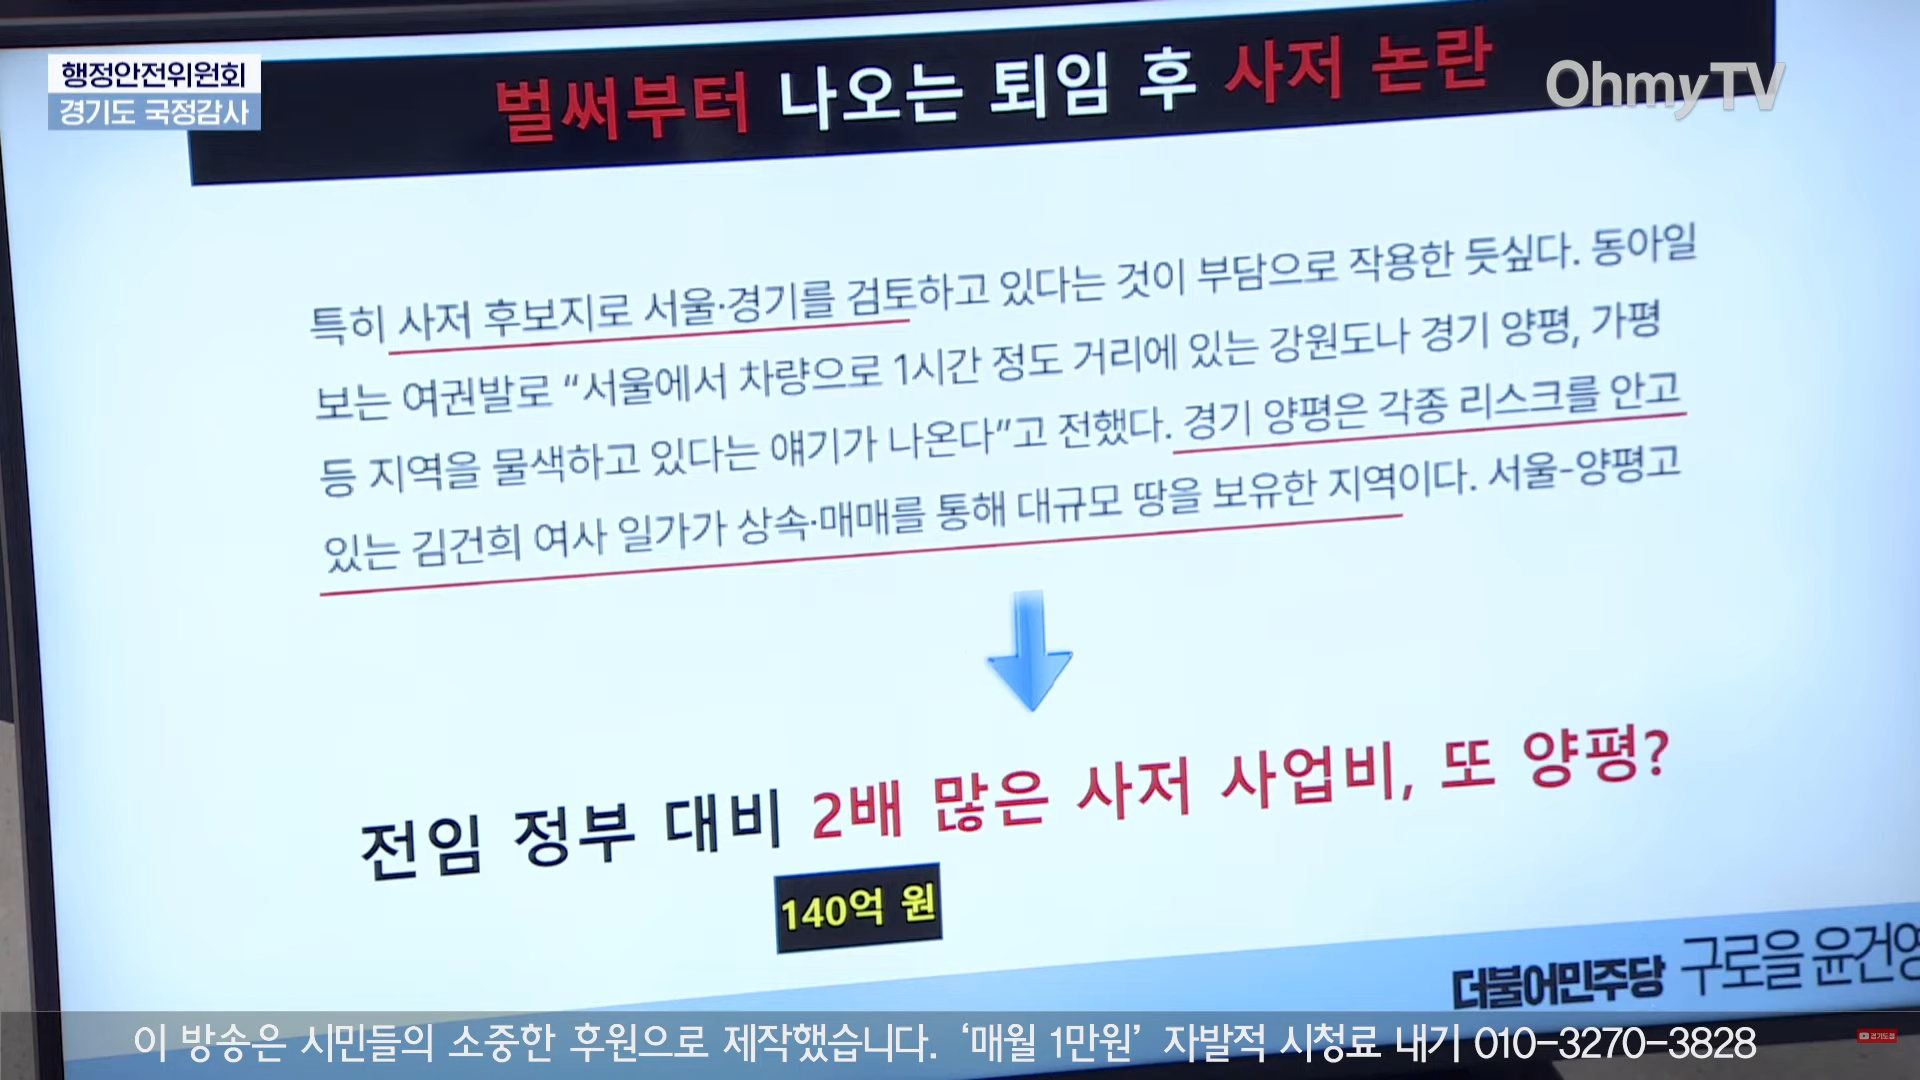 행정안전위원회
경기도 국정감사
OhmyTV
벌써부터 나오는 퇴임 후 사저 논란
특히 사저 후보지로 서울·경기를 검토하고 있다는 것이 부담으로 작용한 듯싶다. 동아일
보는 여권발로 “서울에서 차량으로 1시간 정도 거리에 있는 강원도나 경기 양평, 가평
등 지역을 물색하고 있다는 얘기가 나온다”고 전했다. 경기 양평은 각종 리스크를 안고
있는 김건희 여사 일가가 상속·매매를 통해 대규모 땅을 보유한 지역이다. 서울-양평고
전임 정부 대비 2배 많은 사저 사업비, 또 양평?
140억 원
더불어민주당 구로을 윤건영
이 방송은 시민들의 소중한 후원으로 제작했습니다. ‘매월 1만원’ 자발적 시청료 내기 010-3270-3828
경기도청